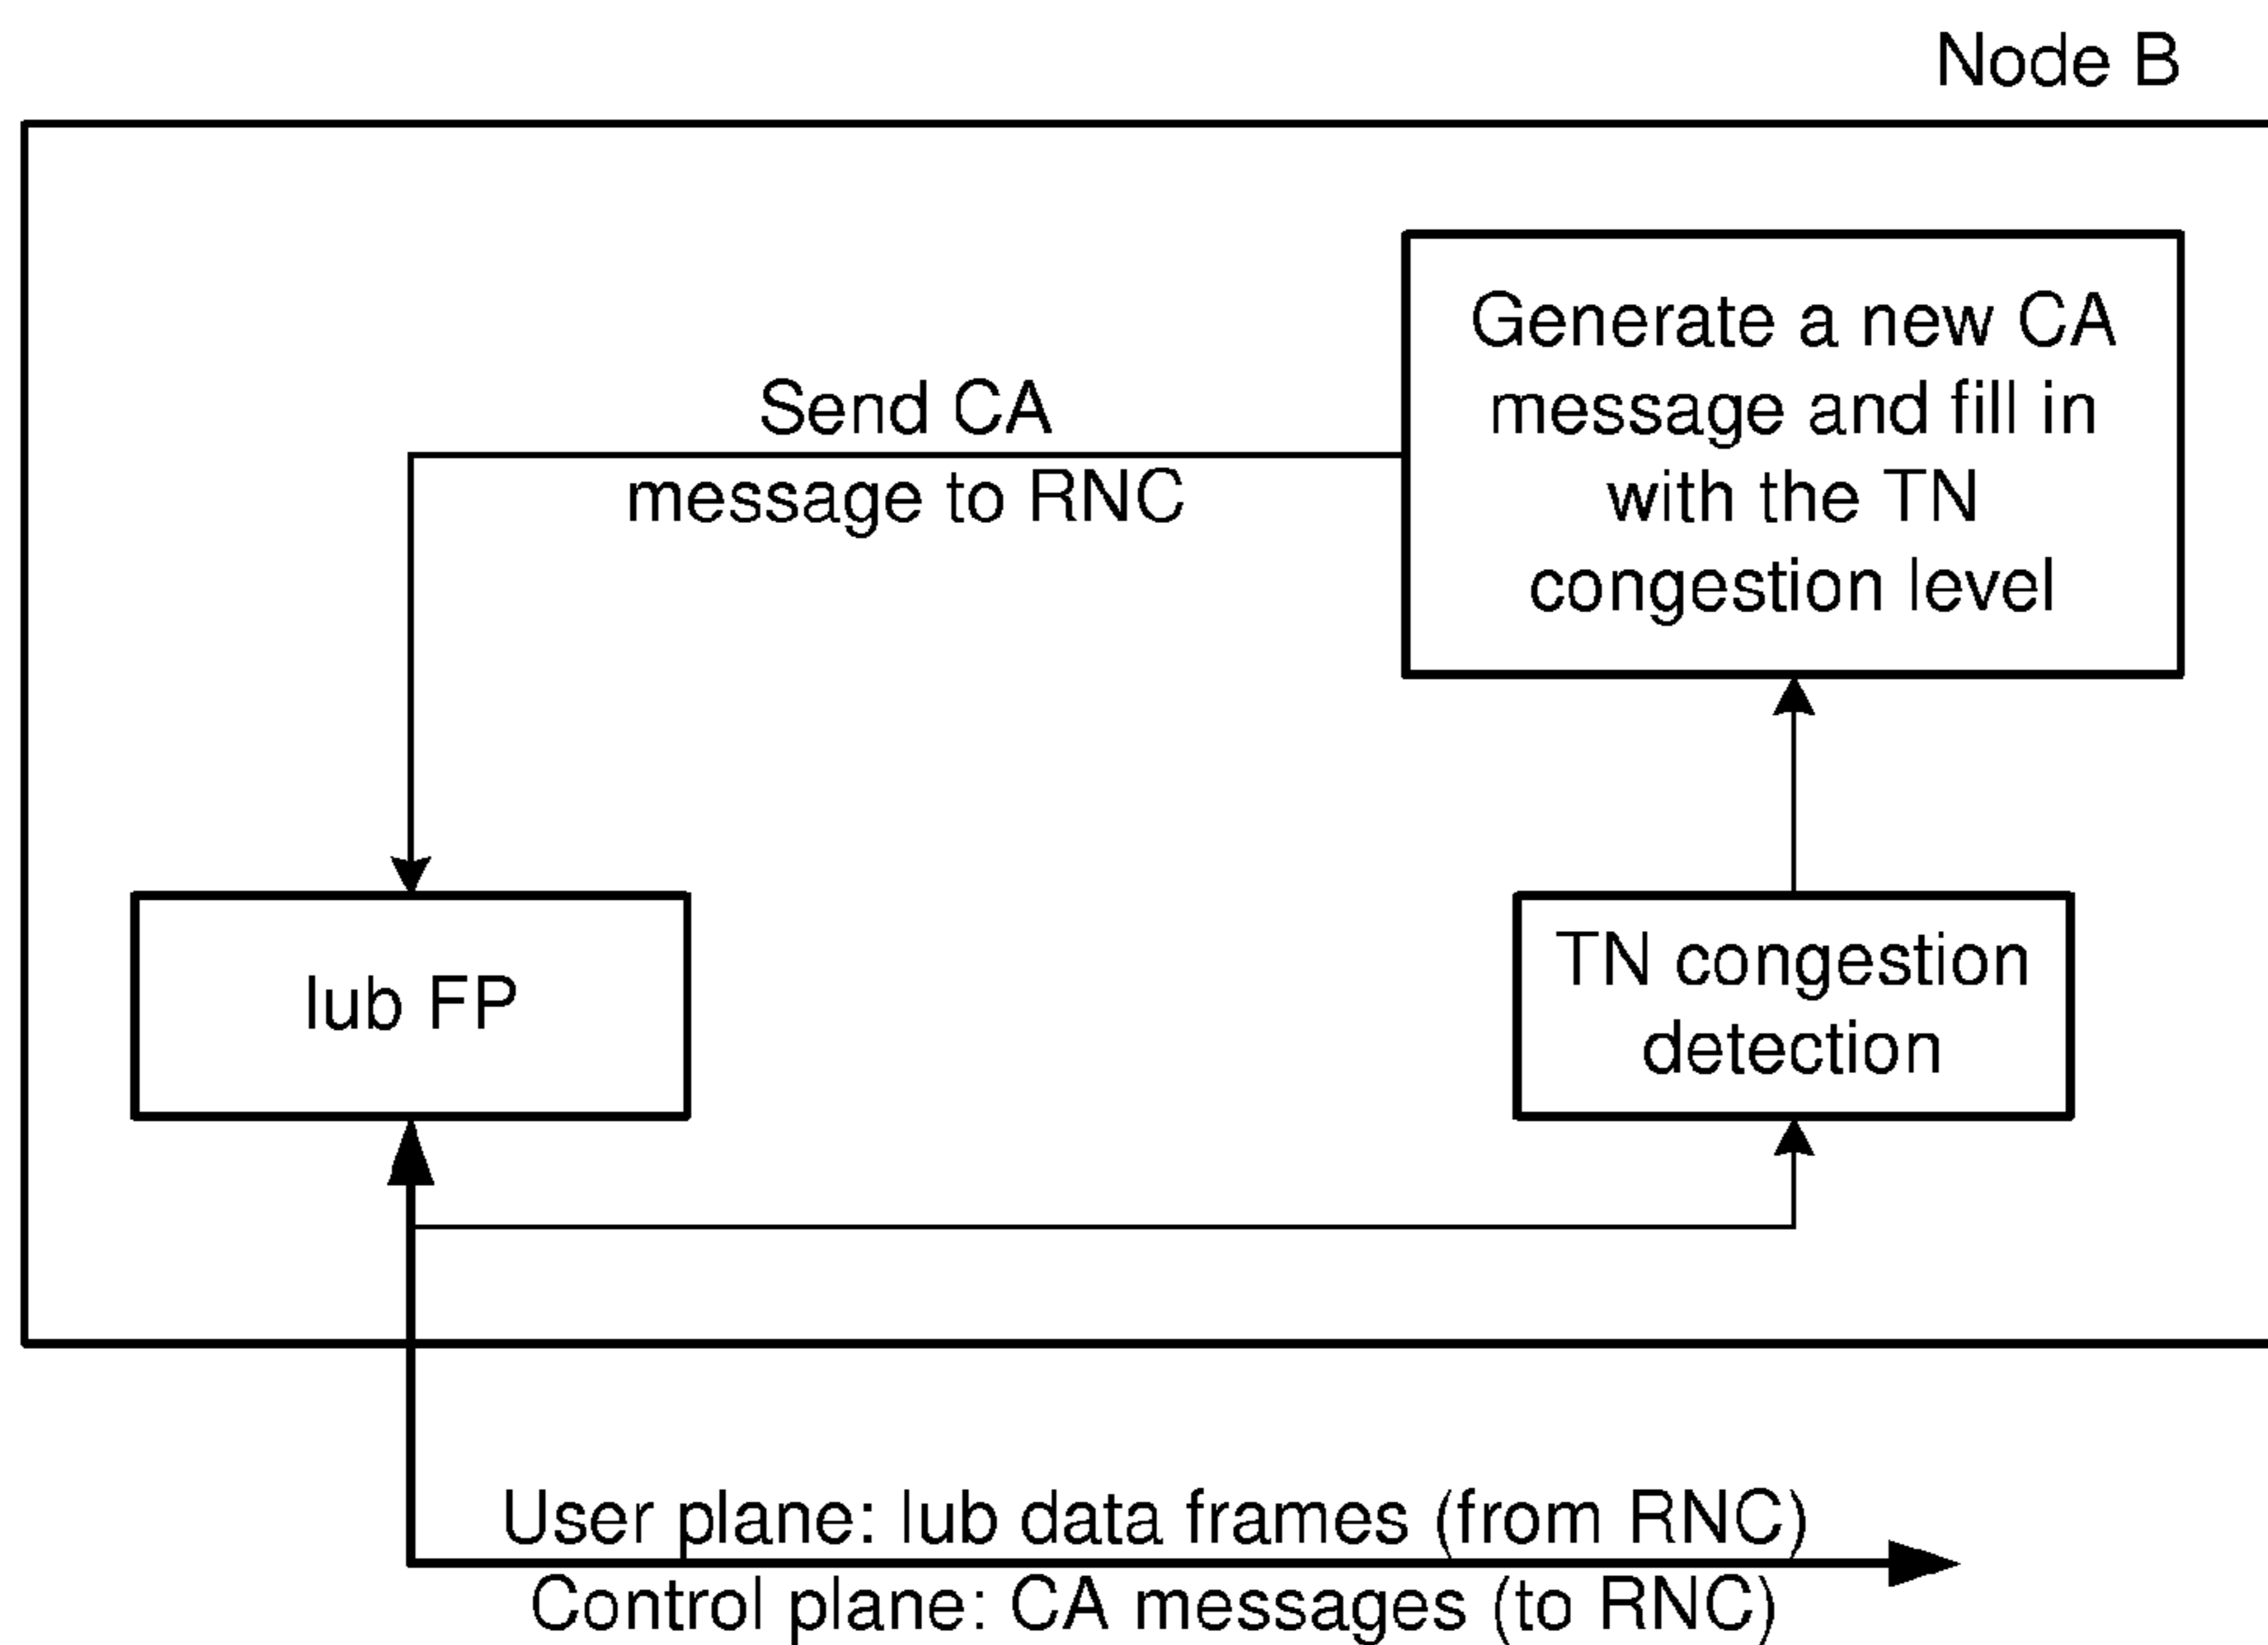 Node B
Generate a new CA
message and fill in
with the TN
congestion level
Send CA
message to RNC
Iub FP
TN congestion
detection
User plane: Iub data frames (from RNC)
Control plane: CA messages (to RNC)